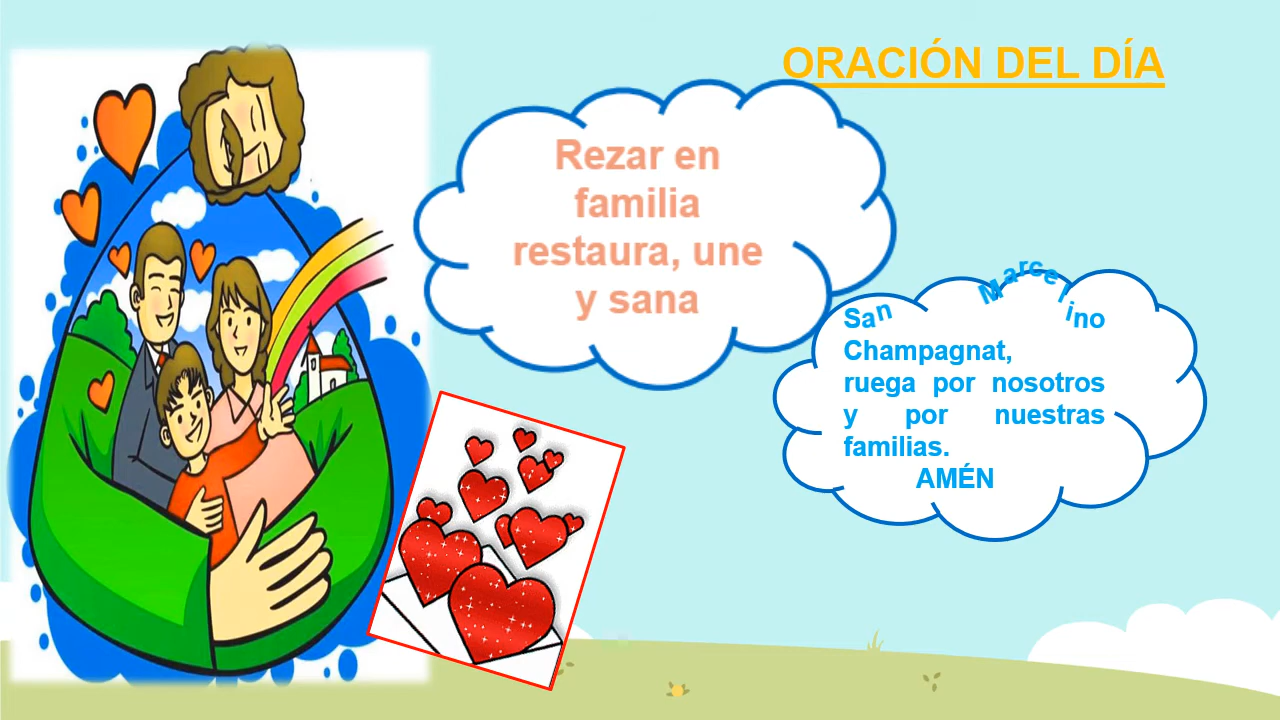 ORACIÓN DEL DÍA
Rezar en
familia
restaura, une
y sana
San Marcelino
Champagnat,
ruega por nosotros
y por nuestras
familias.
AMÉN